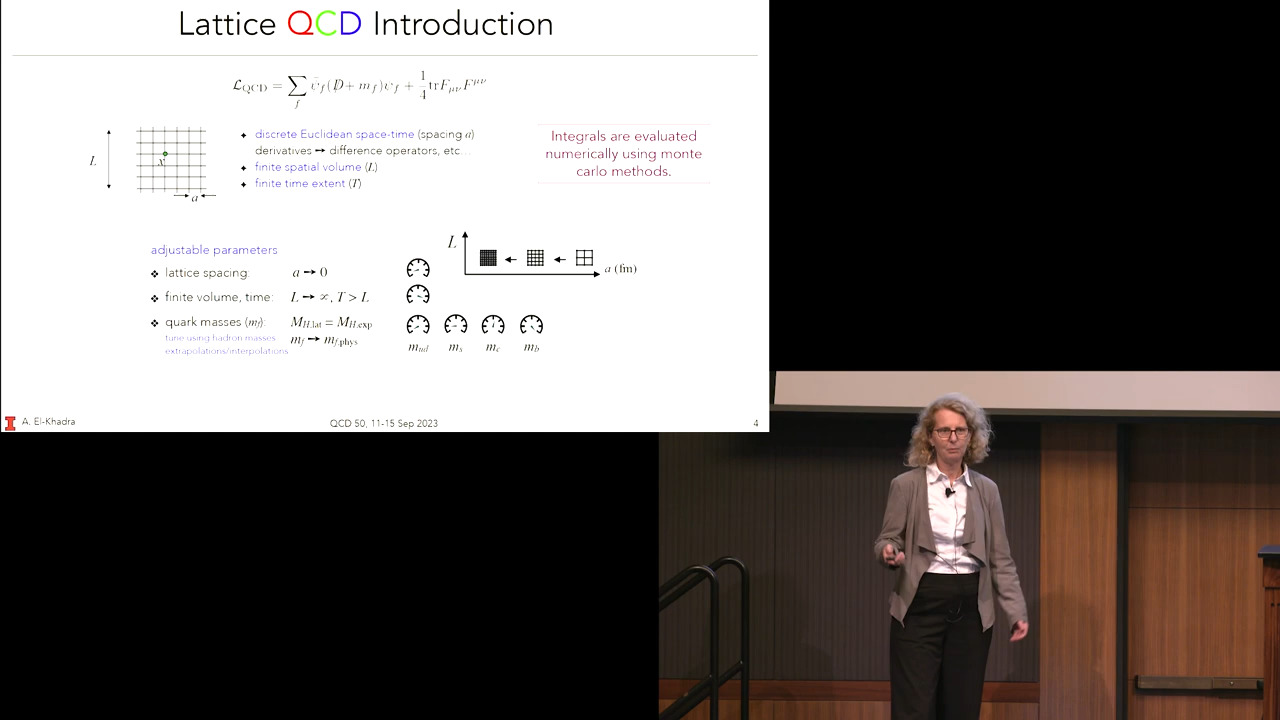 Lattice QCD Introduction
ℒ_QCD = ∑_f ψ̄_f (D̸ + m_f) ψ_f + 1/4 tr F_μν F^μν
L
x
a
✦ discrete Euclidean space-time (spacing a)
derivatives ↔ difference operators, etc…
✦ finite spatial volume (L)
✦ finite time extent (T)
Integrals are evaluated
numerically using monte
carlo methods.
adjustable parameters
❖ lattice spacing: a → 0
❖ finite volume, time: L → ∞, T > L
❖ quark masses (m_f): M_H,lat = M_H,exp
tune using hadron masses
extrapolations/interpolations
m_f → m_f,phys
L
a (fm)
m_ud m_s m_c m_b
I A. El-Khadra
QCD 50, 11-15 Sep 2023
4